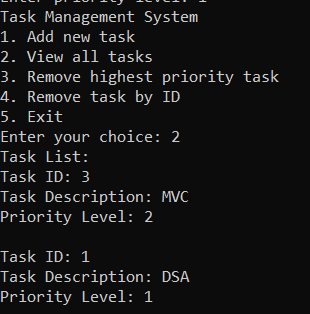 Enter priority level: 1
Task Management System
1. Add new task
2. View all tasks
3. Remove highest priority task
4. Remove task by ID
5. Exit
Enter your choice: 2
Task List:
Task ID: 3
Task Description: MVC
Priority Level: 2
Task ID: 1
Task Description: DSA
Priority Level: 1